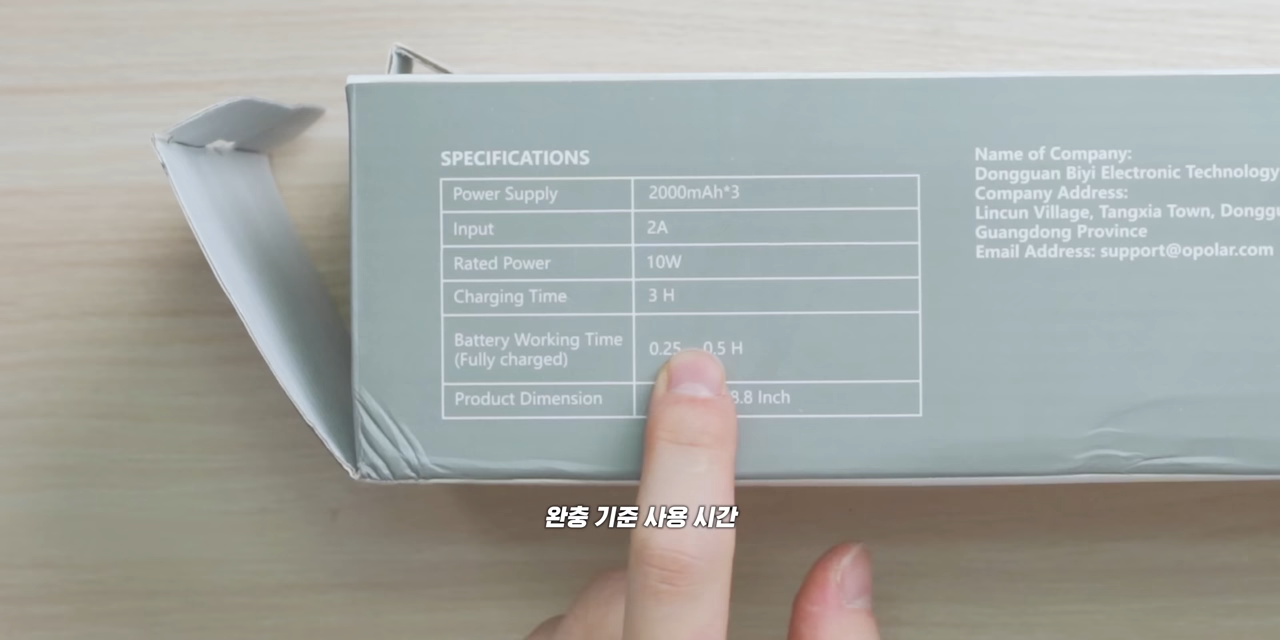 SPECIFICATIONS
Power Supply 2000mAh*3
Input 2A
Rated Power 10W
Charging Time 3 H
Battery Working Time
(Fully charged) 0.25 0.5 H
Product Dimension 8.8 Inch
Name of Company:
Dongguan Biyi Electronic Technology
Company Address:
Lincun Village, Tangxia Town,
Guangdong Province
Email Address: support@opolar.com
완충 기준 사용 시간